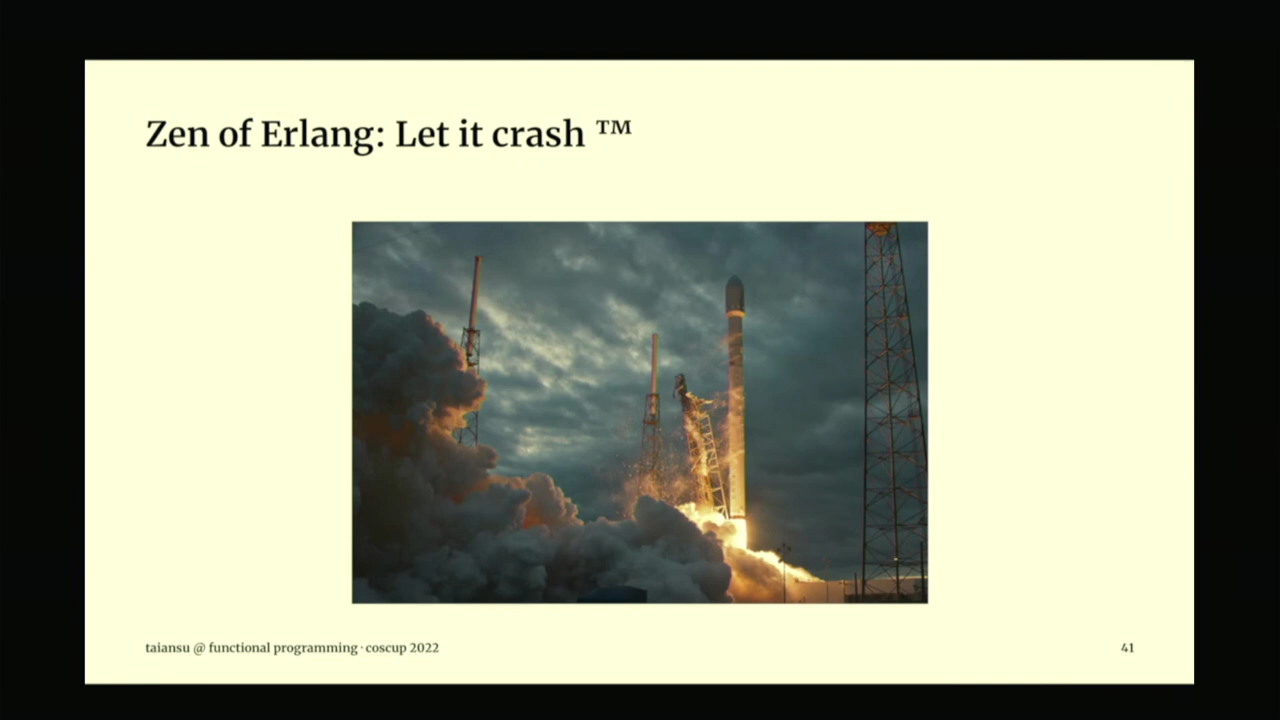 Zen of Erlang: Let it crash ™
taiansu @ functional programming · coscup 2022
41